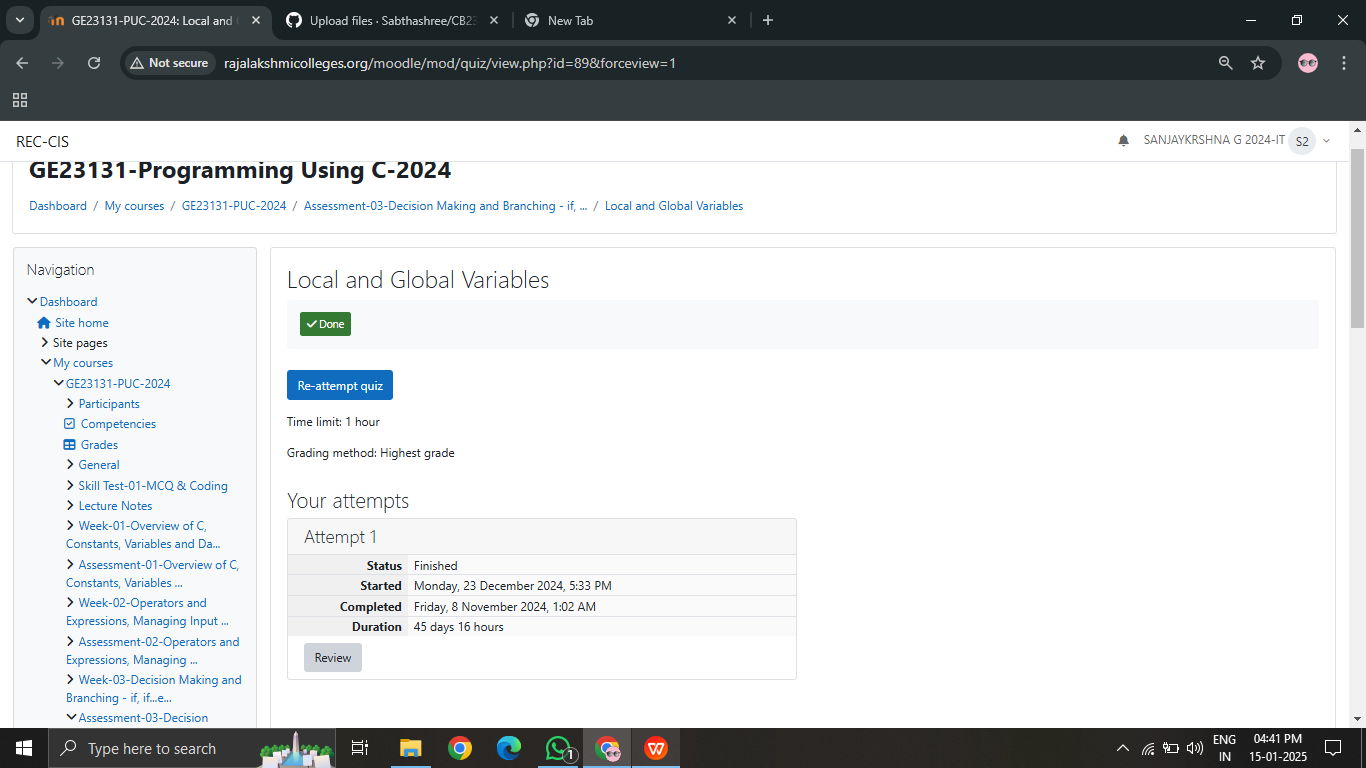 GE23131-PUC-2024: Local and
Upload files · Sabthashree/CB23
New Tab
Not secure
rajalakshmicolleges.org/moodle/mod/quiz/view.php?id=89&forceview=1
REC-CIS
SANJAYKRSHNA G 2024-IT
S2
GE23131-Programming Using C-2024
Dashboard / My courses / GE23131-PUC-2024 / Assessment-03-Decision Making and Branching - if, ... / Local and Global Variables
Navigation
Dashboard
Site home
Site pages
My courses
GE23131-PUC-2024
Participants
Competencies
Grades
General
Skill Test-01-MCQ & Coding
Lecture Notes
Week-01-Overview of C,
Constants, Variables and Da...
Assessment-01-Overview of C,
Constants, Variables ...
Week-02-Operators and
Expressions, Managing Input ...
Assessment-02-Operators and
Expressions, Managing ...
Week-03-Decision Making and
Branching - if, if...e...
Assessment-03-Decision
Local and Global Variables
Done
Re-attempt quiz
Time limit: 1 hour
Grading method: Highest grade
Your attempts
Attempt 1
Status Finished
Started Monday, 23 December 2024, 5:33 PM
Completed Friday, 8 November 2024, 1:02 AM
Duration 45 days 16 hours
Review
Type here to search
1
ENG
IN
04:41 PM
15-01-2025